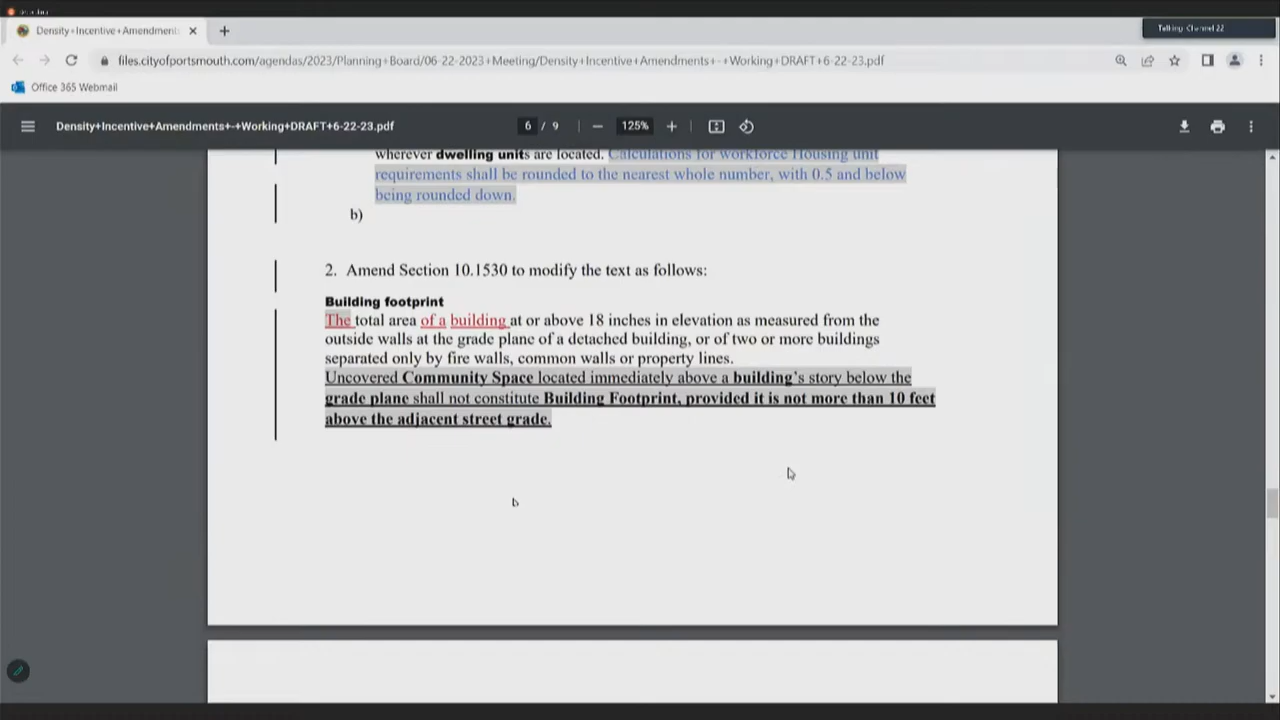 Density+Incentive+Amendment
Talking Channel 22
files.cityofportsmouth.com/agendas/2023/Planning+Board/06-22-2023+Meeting/Density+Incentive+Amendments+-+Working+DRAFT+6-22-23.pdf
Office 365 Webmail
Density+Incentive+Amendments+-+Working+DRAFT+6-22-23.pdf
6 / 9
125%
wherever dwelling units are located. Calculations for workforce Housing unit
requirements shall be rounded to the nearest whole number, with 0.5 and below
being rounded down.
b)
2. Amend Section 10.1530 to modify the text as follows:
Building footprint
The total area of a building at or above 18 inches in elevation as measured from the
outside walls at the grade plane of a detached building, or of two or more buildings
separated only by fire walls, common walls or property lines.
Uncovered Community Space located immediately above a building's story below the
grade plane shall not constitute Building Footprint, provided it is not more than 10 feet
above the adjacent street grade.